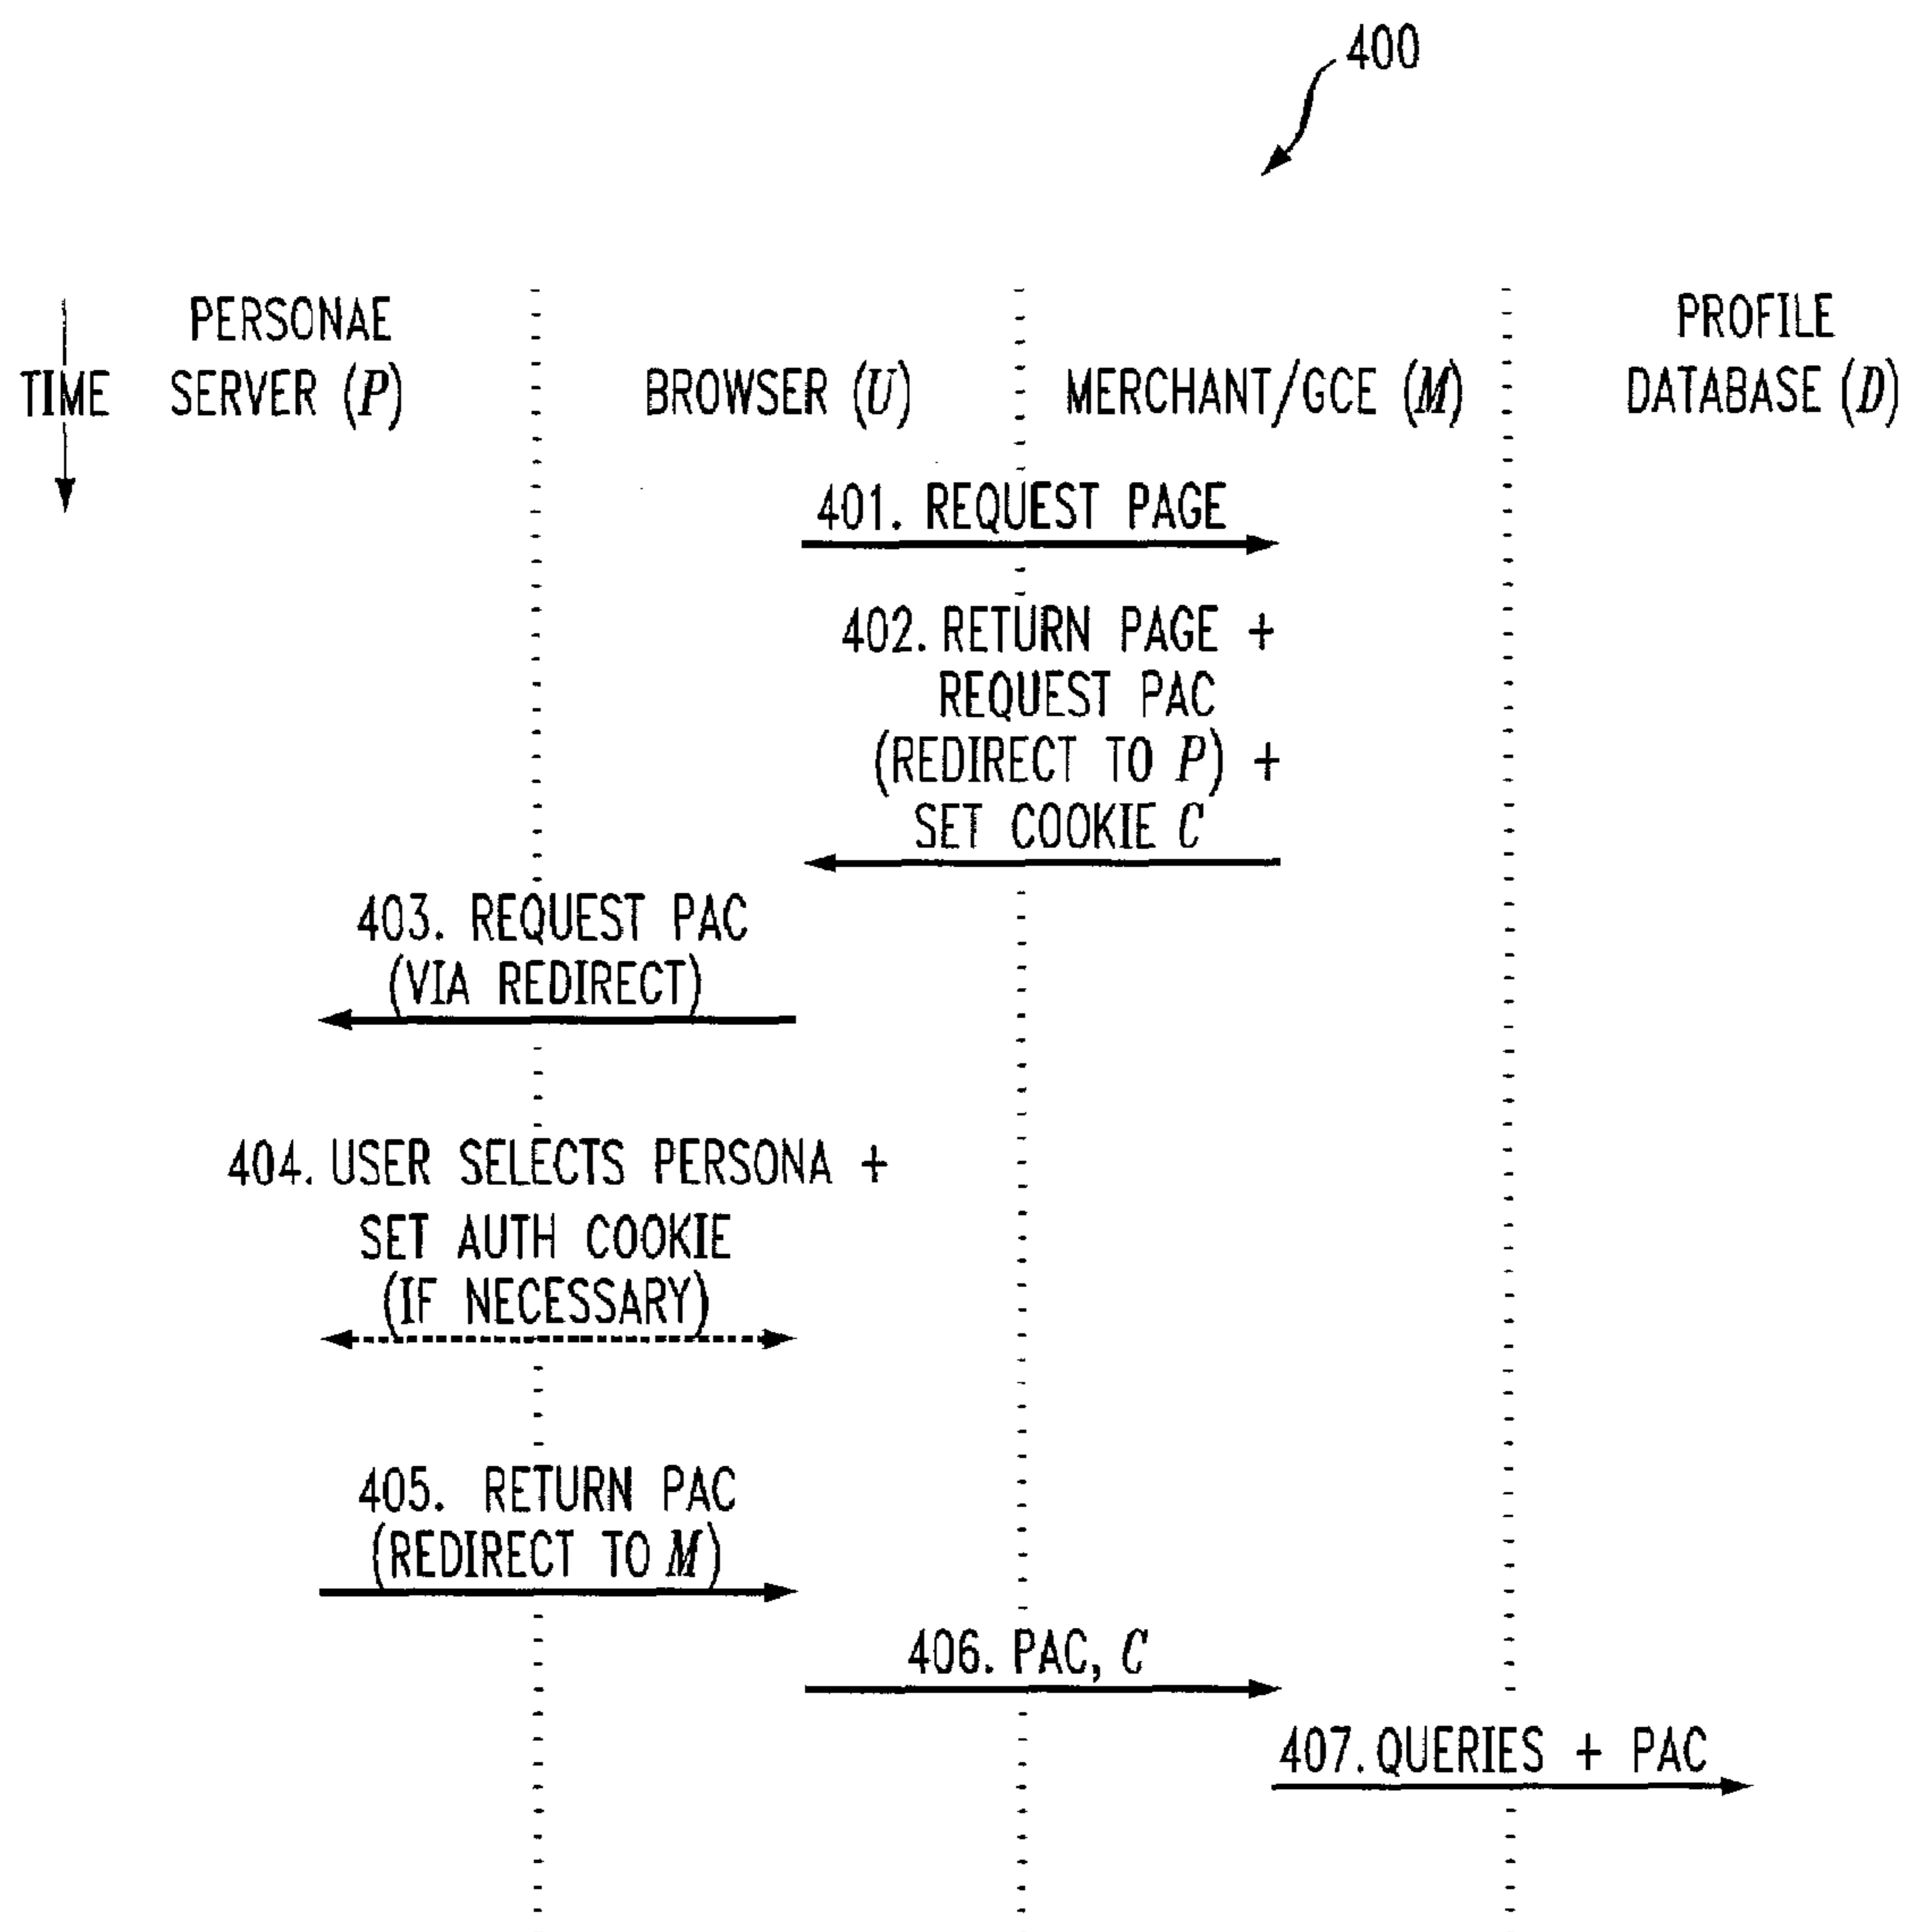 400
PERSONAE
SERVER (P)
TIME
BROWSER (U)
MERCHANT/GCE (M)
PROFILE
DATABASE (D)
401. REQUEST PAGE
402. RETURN PAGE +
REQUEST PAC
(REDIRECT TO P) +
SET COOKIE C
403. REQUEST PAC
(VIA REDIRECT)
404. USER SELECTS PERSONA +
SET AUTH COOKIE
(IF NECESSARY)
405. RETURN PAC
(REDIRECT TO M)
406. PAC, C
407. QUERIES + PAC